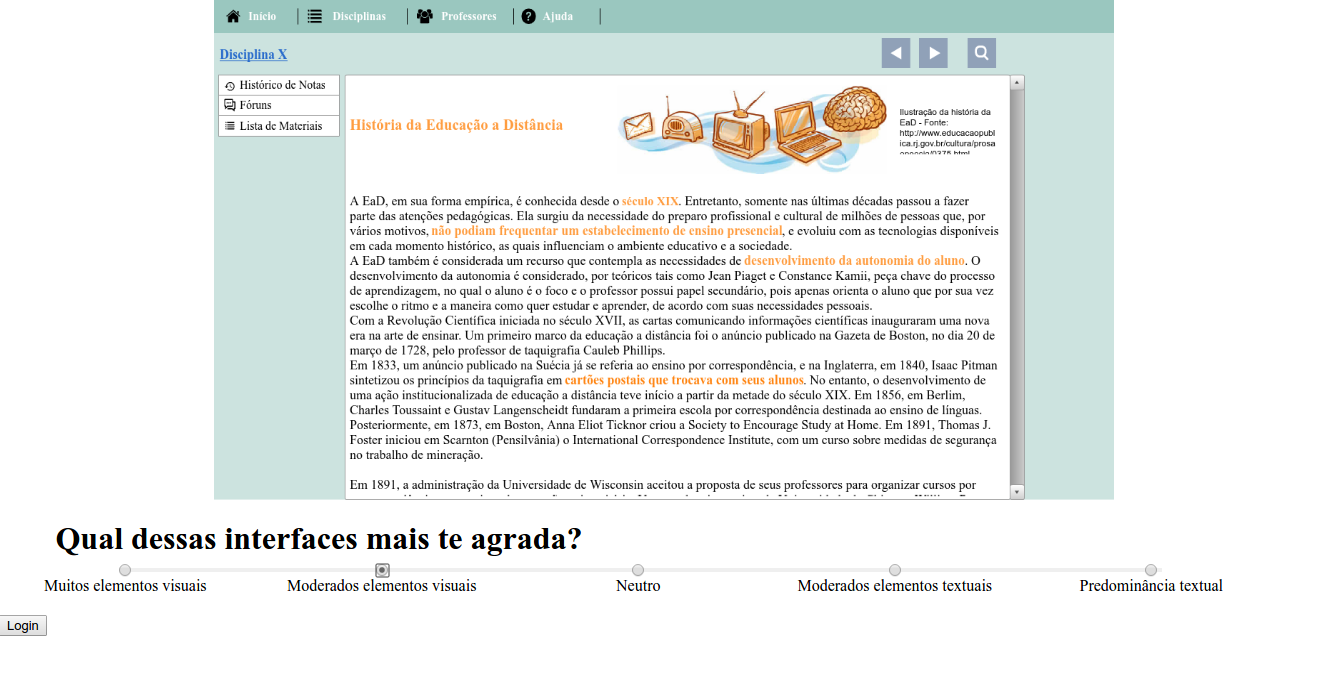 Início
Disciplinas
Professores
Ajuda
Disciplina X
Histórico de Notas
Fóruns
Lista de Materiais
História da Educação a Distância
Ilustração da história da
EaD - Fonte:
http://www.educacaopubl
ica.rj.gov.br/cultura/prosa
A EaD, em sua forma empírica, é conhecida desde o século XIX. Entretanto, somente nas últimas décadas passou a fazer
parte das atenções pedagógicas. Ela surgiu da necessidade do preparo profissional e cultural de milhões de pessoas que, por
vários motivos, não podiam frequentar um estabelecimento de ensino presencial, e evoluiu com as tecnologias disponíveis
em cada momento histórico, as quais influenciam o ambiente educativo e a sociedade.
A EaD também é considerada um recurso que contempla as necessidades de desenvolvimento da autonomia do aluno. O
desenvolvimento da autonomia é considerado, por teóricos tais como Jean Piaget e Constance Kamii, peça chave do processo
de aprendizagem, no qual o aluno é o foco e o professor possui papel secundário, pois apenas orienta o aluno que por sua vez
escolhe o ritmo e a maneira como quer estudar e aprender, de acordo com suas necessidades pessoais.
Com a Revolução Científica iniciada no século XVII, as cartas comunicando informações científicas inauguraram uma nova
era na arte de ensinar. Um primeiro marco da educação a distância foi o anúncio publicado na Gazeta de Boston, no dia 20 de
março de 1728, pelo professor de taquigrafia Cauleb Phillips.
Em 1833, um anúncio publicado na Suécia já se referia ao ensino por correspondência, e na Inglaterra, em 1840, Isaac Pitman
sintetizou os princípios da taquigrafia em cartões postais que trocava com seus alunos. No entanto, o desenvolvimento de
uma ação institucionalizada de educação a distância teve início a partir da metade do século XIX. Em 1856, em Berlim,
Charles Toussaint e Gustav Langenscheidt fundaram a primeira escola por correspondência destinada ao ensino de línguas.
Posteriormente, em 1873, em Boston, Anna Eliot Ticknor criou a Society to Encourage Study at Home. Em 1891, Thomas J.
Foster iniciou em Scarnton (Pensilvânia) o International Correspondence Institute, com um curso sobre medidas de segurança
no trabalho de mineração.
Em 1891, a administração da Universidade de Wisconsin aceitou a proposta de seus professores para organizar cursos por
Qual dessas interfaces mais te agrada?
Muitos elementos visuais
Moderados elementos visuais
Neutro
Moderados elementos textuais
Predominância textual
Login